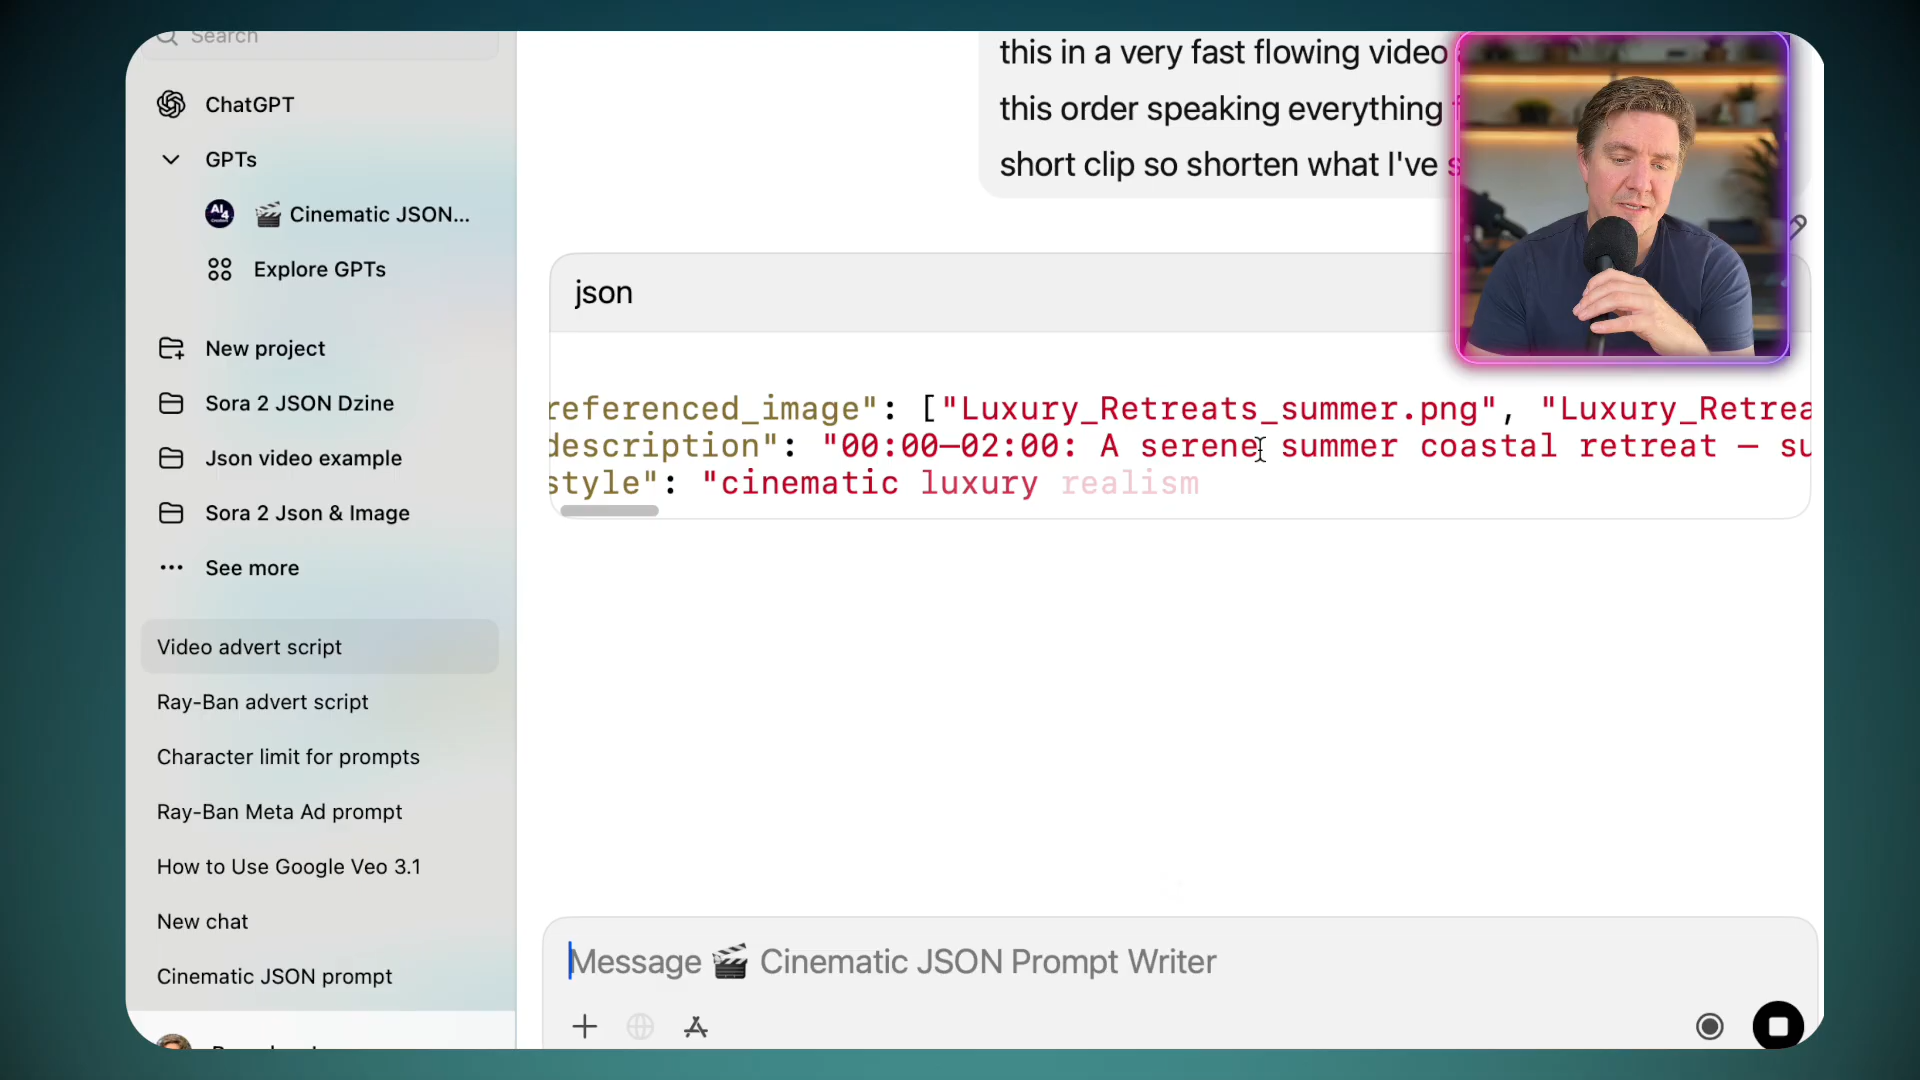 Search
ChatGPT
GPTs
AI4
Cinematic JSON...
Explore GPTs
New project
Sora 2 JSON Dzine
Json video example
Sora 2 Json & Image
See more
Video advert script
Ray-Ban advert script
Character limit for prompts
Ray-Ban Meta Ad prompt
How to Use Google Veo 3.1
New chat
Cinematic JSON prompt
this in a very fast flowing video
this order speaking everything
short clip so shorten what I've
json
referenced_image": ["Luxury_Retreats_summer.png", "Luxury_Retrea
description": "00:00–02:00: A serene summer coastal retreat — su
style": "cinematic luxury realism
Message 🎬 Cinematic JSON Prompt Writer